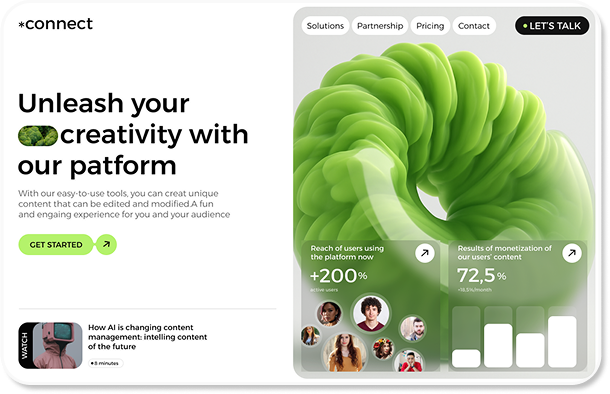 *connect
Solutions
Partnership
Pricing
Contact
LET'S TALK
Unleash your
creativity with
our patform
With our easy-to-use tools, you can creat unique
content that can be edited and modified.A fun
and engaing experience for you and your audience
GET STARTED
Reach of users using
the platform now
+200%
active users
Results of monetization of
our users' content
72,5%
+19,5%/month
WATCH
How AI is changing content
management: intelling content
of the future
8 minutes